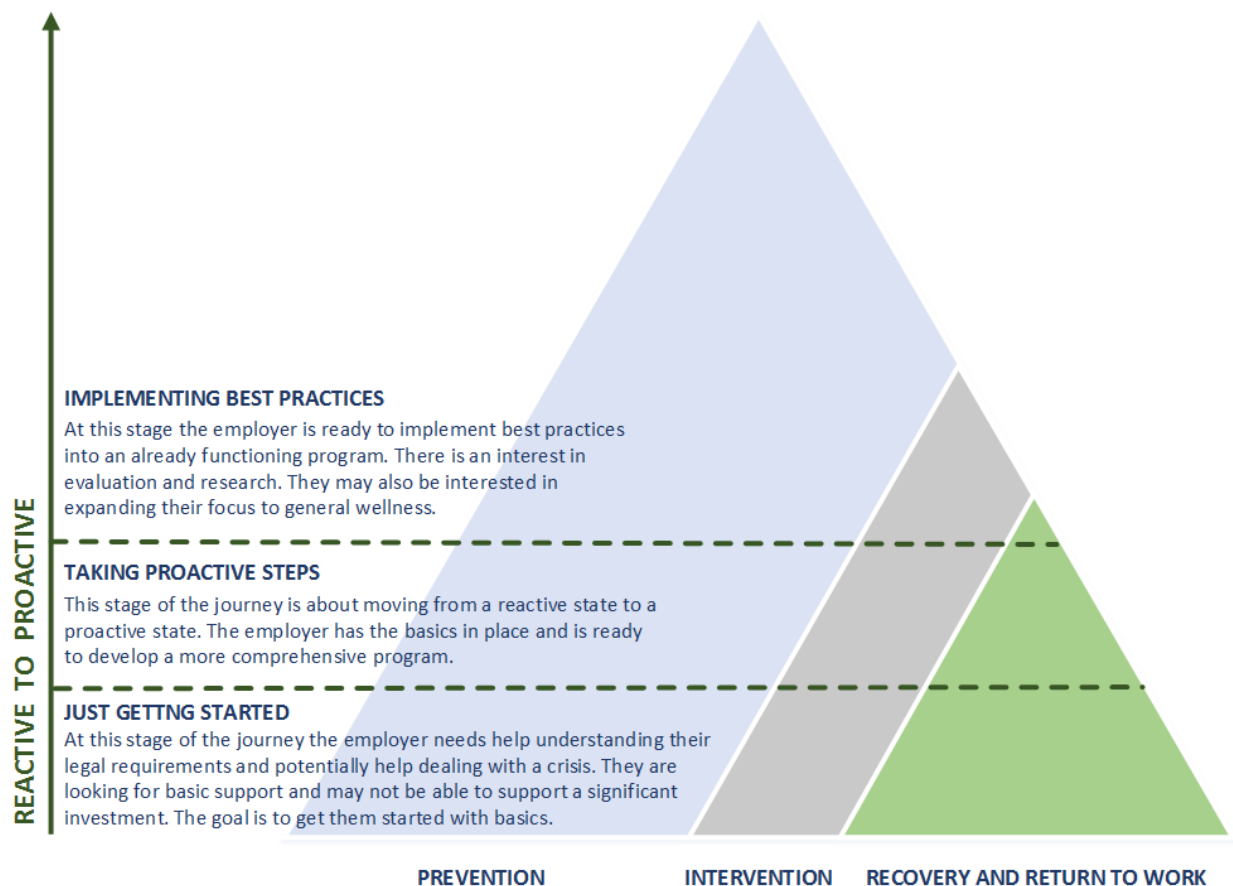 REACTIVE TO PROACTIVE
IMPLEMENTING BEST PRACTICES
At this stage the employer is ready to implement best practices
into an already functioning program. There is an interest in
evaluation and research. They may also be interested in
expanding their focus to general wellness.
TAKING PROACTIVE STEPS
This stage of the journey is about moving from a reactive state to a
proactive state. The employer has the basics in place and is ready
to develop a more comprehensive program.
JUST GETTNG STARTED
At this stage of the journey the employer needs help understanding their
legal requirements and potentially help dealing with a crisis. They are
looking for basic support and may not be able to support a significant
investment. The goal is to get them started with basics.
PREVENTION
INTERVENTION
RECOVERY AND RETURN TO WORK